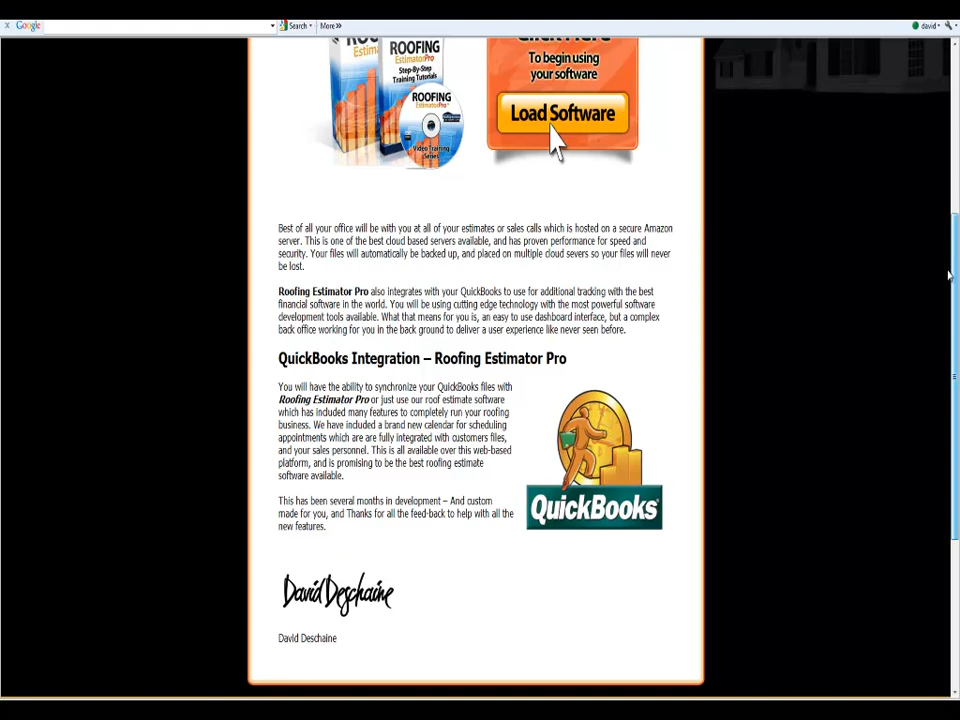 Google
Search
More»
david
ROOFING
Estim
ROOFING
EstimatorPro
Step-By-Step
Training Tutorials
ROOFING
EstimatorPro
Video Training
Series
Click Here
To begin using
your software
Load Software
Best of all your office will be with you at all of your estimates or sales calls which is hosted on a secure Amazon
server. This is one of the best cloud based servers available, and has proven performance for speed and
security. Your files will automatically be backed up, and placed on multiple cloud severs so your files will never
be lost.
Roofing Estimator Pro also integrates with your QuickBooks to use for additional tracking with the best
financial software in the world. You will be using cutting edge technology with the most powerful software
development tools available. What that means for you is, an easy to use dashboard interface, but a complex
back office working for you in the back ground to deliver a user experience like never seen before.
QuickBooks Integration – Roofing Estimator Pro
You will have the ability to synchronize your QuickBooks files with
Roofing Estimator Pro or just use our roof estimate software
which has included many features to completely run your roofing
business. We have included a brand new calendar for scheduling
appointments which are are fully integrated with customers files,
and your sales personnel. This is all available over this web-based
platform, and is promising to be the best roofing estimate
software available.
This has been several months in development – And custom
made for you, and Thanks for all the feed-back to help with all the
new features.
QuickBooks
David Deschaine
David Deschaine